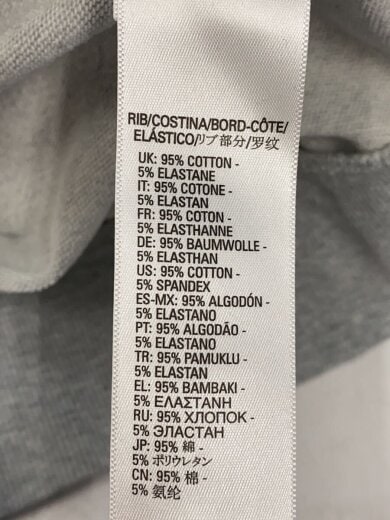 RIB/COSTINA/BORD-CÔTE/
ELÁSTICO/リブ部分/罗纹
UK: 95% COTTON -
5% ELASTANE
IT: 95% COTONE -
5% ELASTAN
FR: 95% COTON -
5% ELASTHANNE
DE: 95% BAUMWOLLE -
5% ELASTHAN
US: 95% COTTON -
5% SPANDEX
ES-MX: 95% ALGODÓN -
5% ELASTANO
PT: 95% ALGODÃO -
5% ELASTANO
TR: 95% PAMUKLU -
5% ELASTAN
EL: 95% ΒΑΜΒΑΚΙ -
5% ΕΛΑΣΤΑΝΗ
RU: 95% ХЛОПОК -
5% ЭЛАСТАН
JP: 95% 綿 -
5% ポリウレタン
CN: 95% 棉 -
5% 氨纶